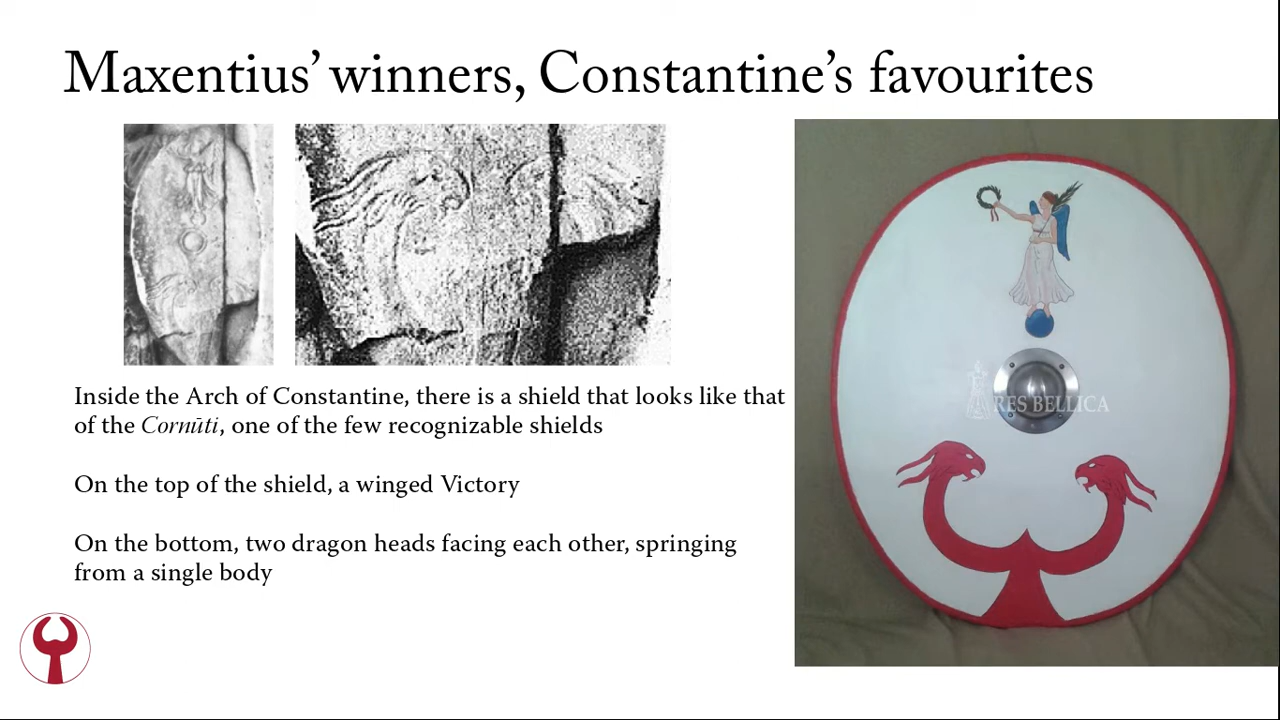 Maxentius’ winners, Constantine’s favourites
Inside the Arch of Constantine, there is a shield that looks like that
of the Cornūti, one of the few recognizable shields
On the top of the shield, a winged Victory
On the bottom, two dragon heads facing each other, springing
from a single body
RES BELLICA